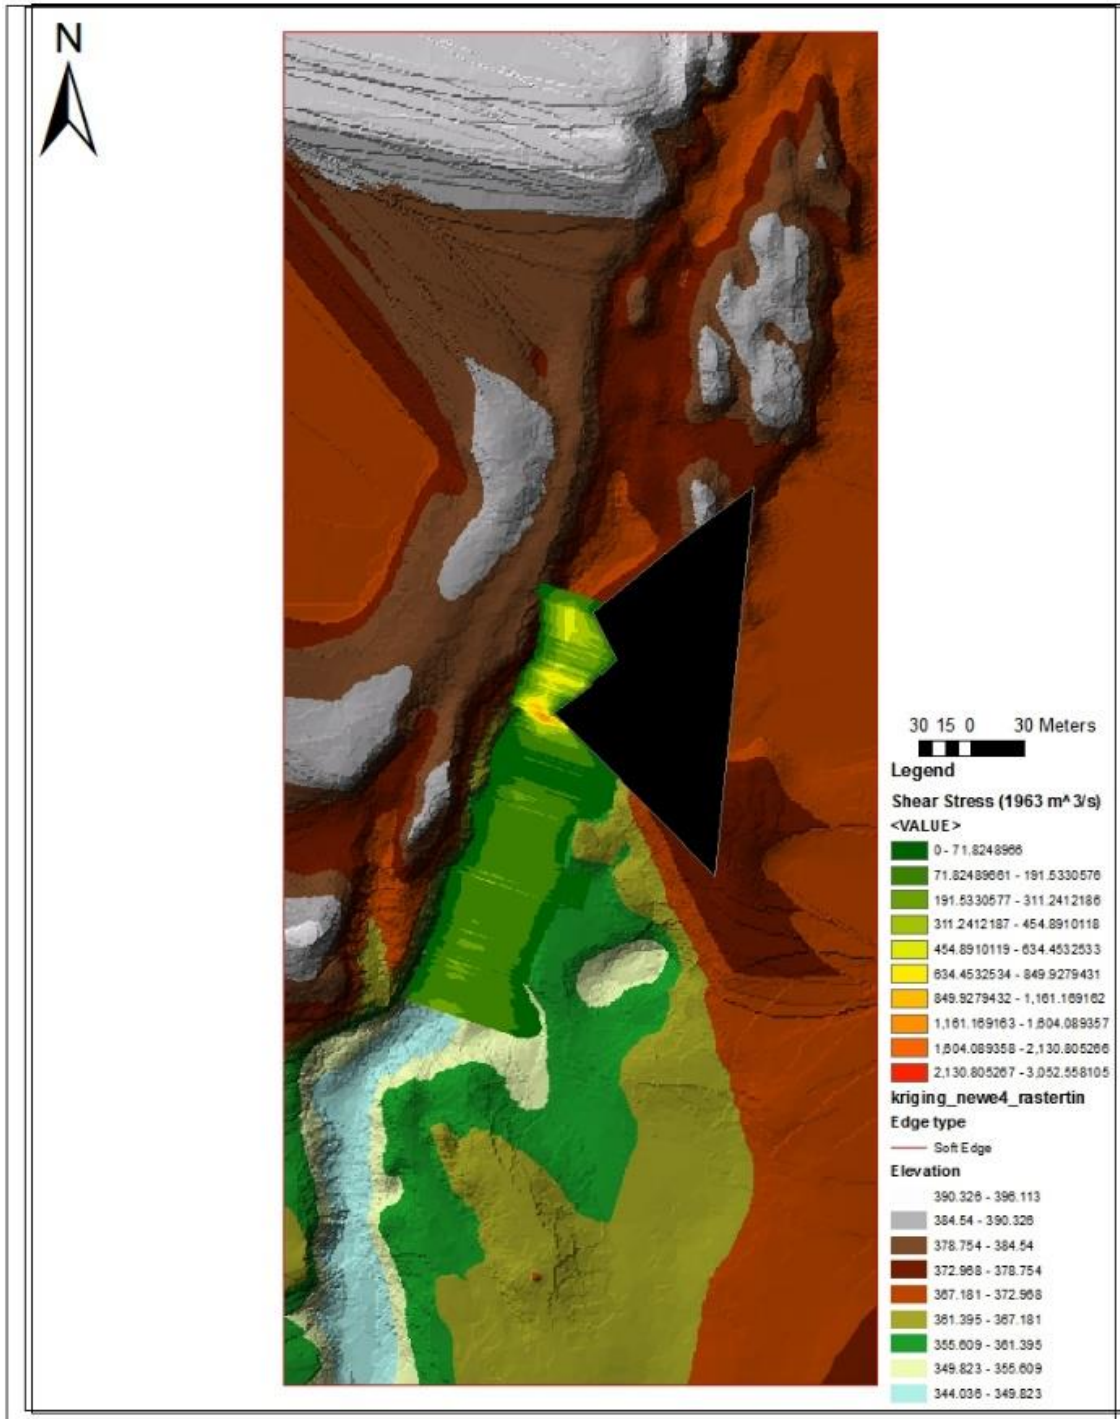 N
30 15 0 30 Meters
Legend
Shear Stress (1963 m^3/s)
<VALUE>
0 - 71.8248966
71.82489661 - 191.5330576
191.5330577 - 311.2412186
311.2412187 - 454.8910118
454.8910119 - 634.4532533
634.4532534 - 849.9279431
849.9279432 - 1,161.169162
1,161.169163 - 1,604.089357
1,604.089358 - 2,130.805266
2,130.805267 - 3,052.558105
kriging_newe4_rastertin
Edge type
Soft Edge
Elevation
390.326 - 396.113
384.54 - 390.326
378.754 - 384.54
372.968 - 378.754
367.181 - 372.968
361.395 - 367.181
355.609 - 361.395
349.823 - 355.609
344.036 - 349.823